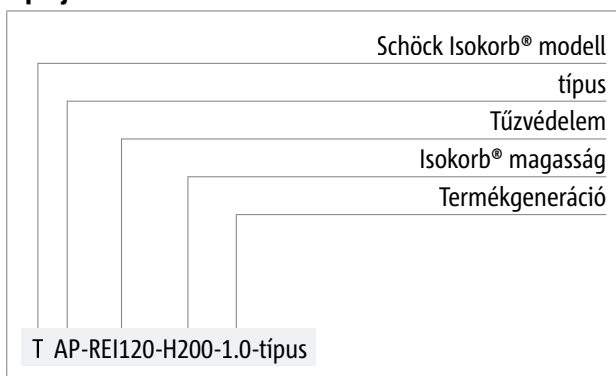 Schöck Isokorb® modell
típus
Tűzvédelem
Isokorb® magasság
Termékgeneráció
T AP-REI120-H200-1.0-típus